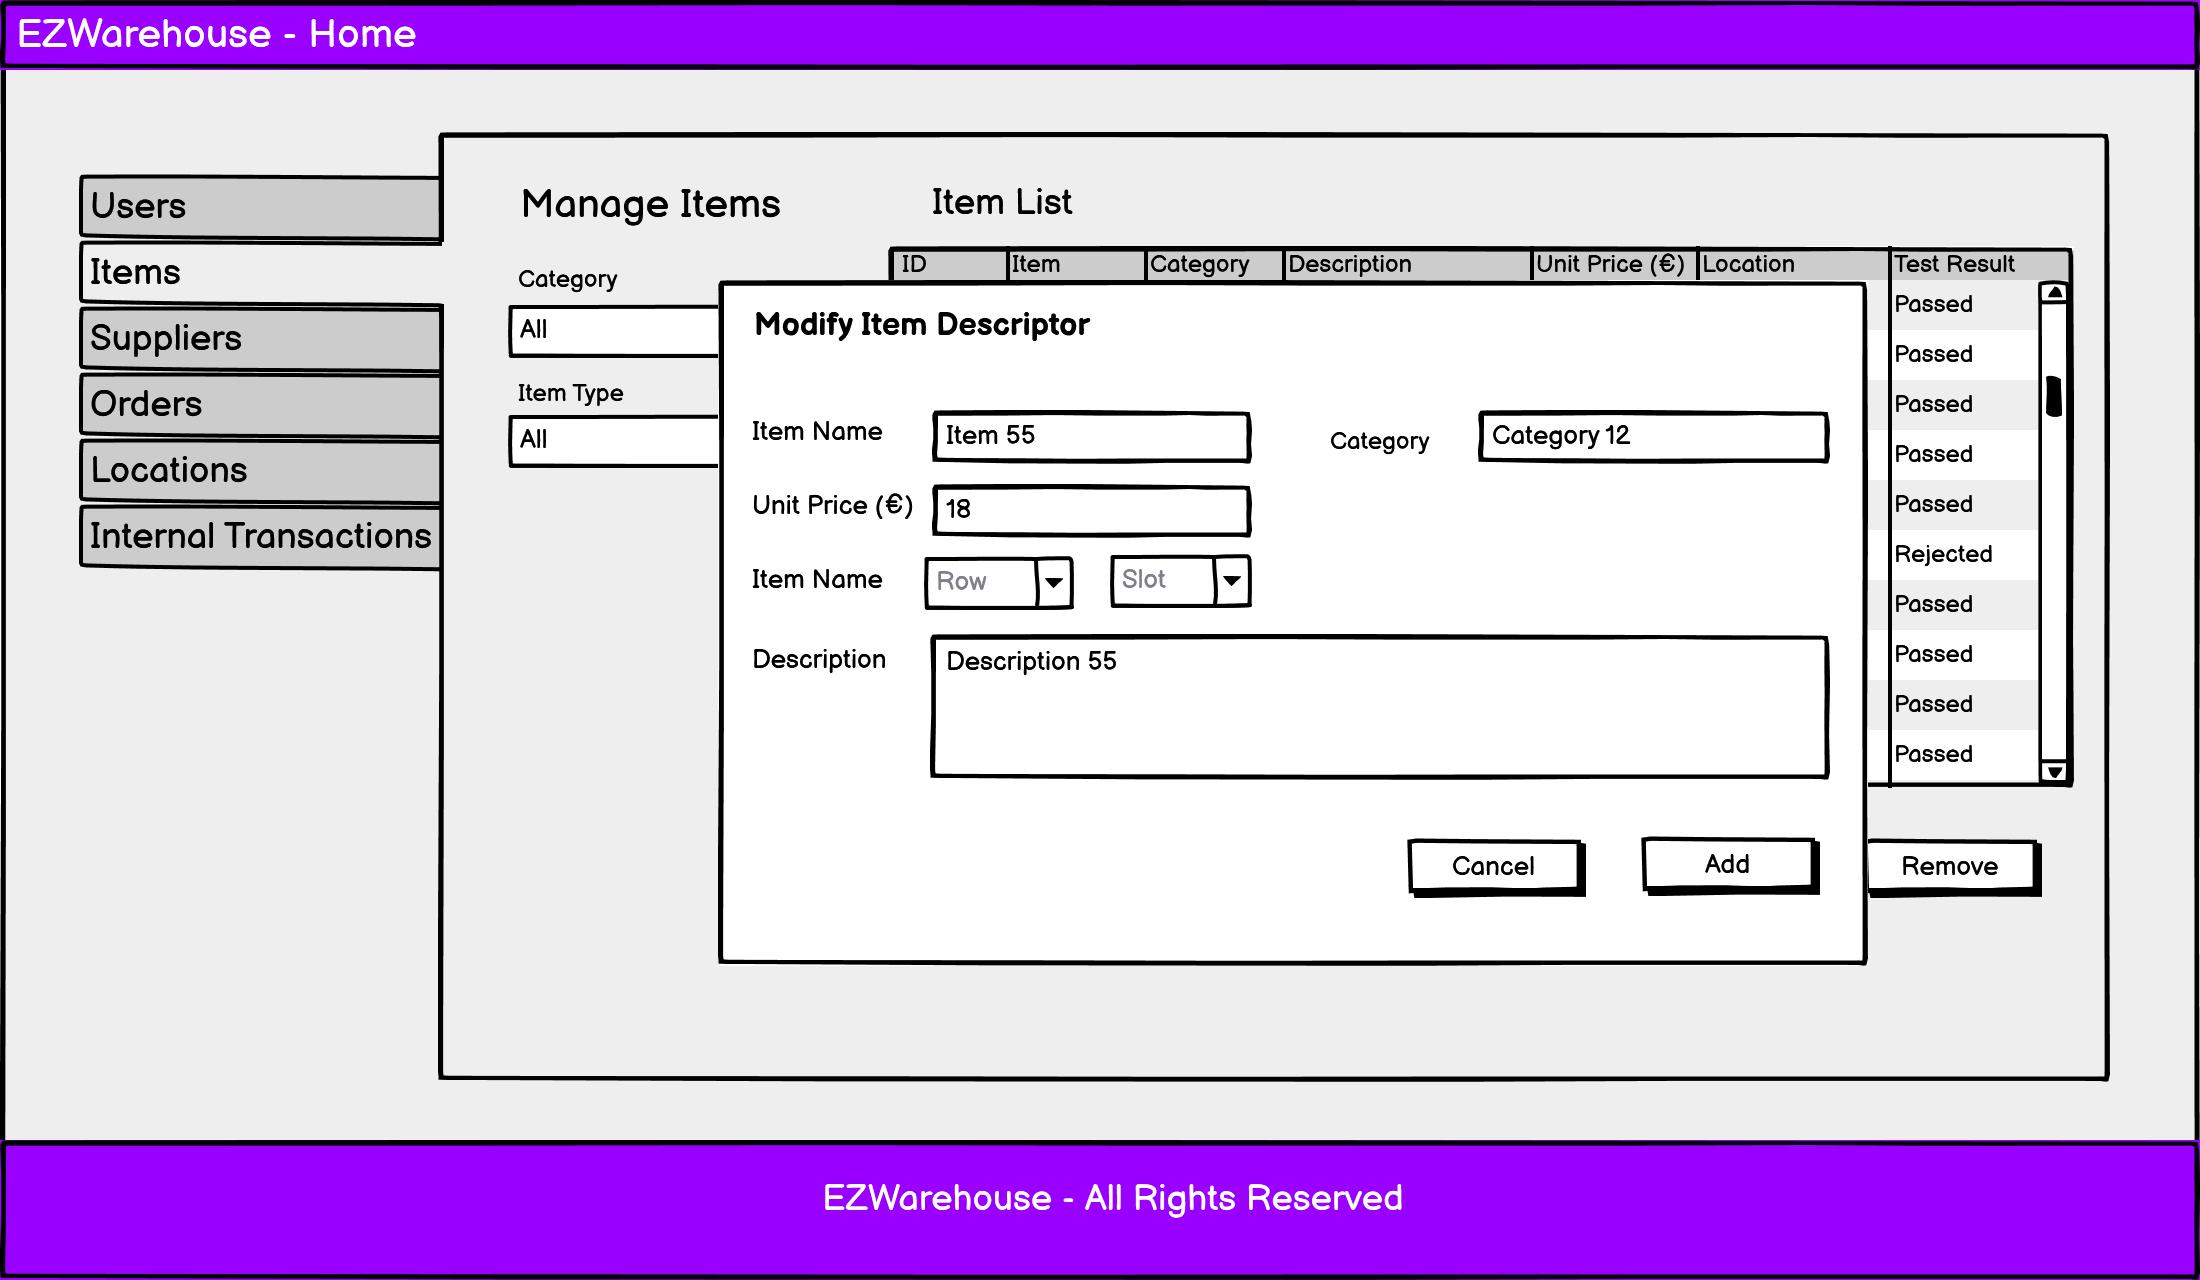 EZWarehouse - Home
Users
Items
Suppliers
Orders
Locations
Internal Transactions
Manage Items
Category
All
Item Type
All
Item List
ID Item Category Description Unit Price (€) Location Test Result
Passed
Passed
Passed
Passed
Passed
Rejected
Passed
Passed
Passed
Passed
Modify Item Descriptor
Item Name Item 55 Category Category 12
Unit Price (€) 18
Item Name Row Slot
Description Description 55
Cancel Add Remove
EZWarehouse - All Rights Reserved